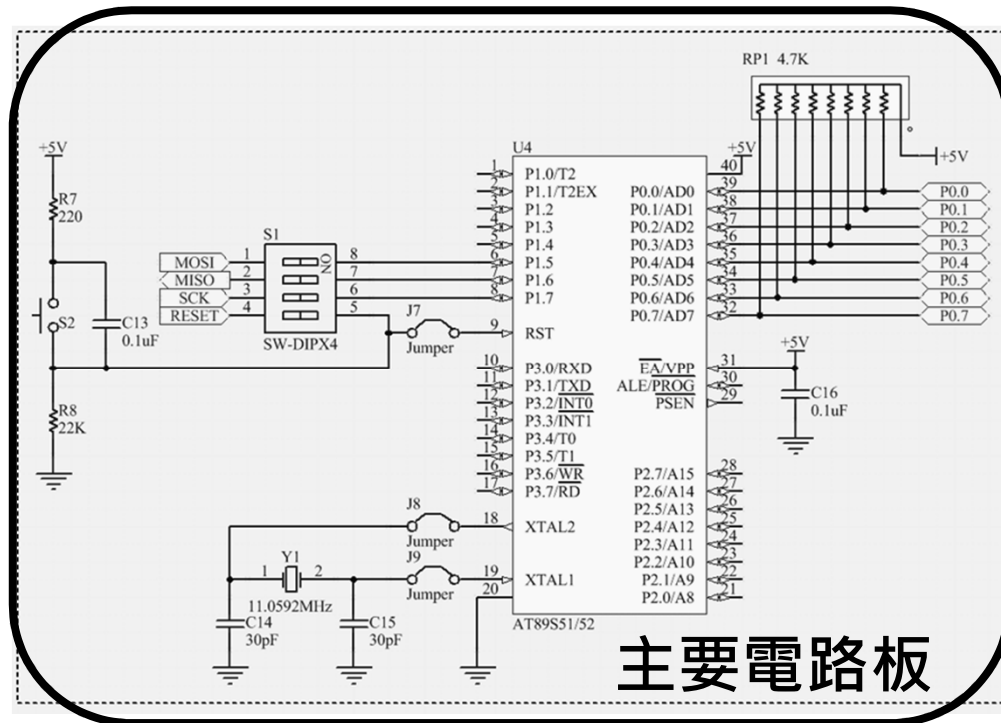 RP1 4.7K
+5V
+5V
+5V
U4
R7
220
1 P1.0/T2
2 P1.1/T2EX
3 P1.2
4 P1.3
5 P1.4
6 P1.5
7 P1.6
8 P1.7
40
39 P0.0/AD0 P0.0
38 P0.1/AD1 P0.1
37 P0.2/AD2 P0.2
36 P0.3/AD3 P0.3
35 P0.4/AD4 P0.4
34 P0.5/AD5 P0.5
33 P0.6/AD6 P0.6
32 P0.7/AD7 P0.7
S1
MOSI 1 8
MISO 2 7
SCK 3 6
RESET 4 5
ON
SW-DIPX4
S2
C13
0.1uF
J7
Jumper
9 RST
+5V
10 P3.0/RXD
11 P3.1/TXD
12 P3.2/INT0
13 P3.3/INT1
14 P3.4/T0
15 P3.5/T1
16 P3.6/WR
17 P3.7/RD
EA/VPP 31
ALE/PROG 30
PSEN 29
C16
0.1uF
R8
22K
P2.7/A15 28
P2.6/A14 27
P2.5/A13 26
P2.4/A12 25
P2.3/A11 24
P2.2/A10 23
P2.1/A9 22
P2.0/A8 21
J8
Jumper
18 XTAL2
J9
Jumper
19 XTAL1
20
Y1
1 2
11.0592MHz
C14
30pF
C15
30pF
AT89S51/52
主要電路板